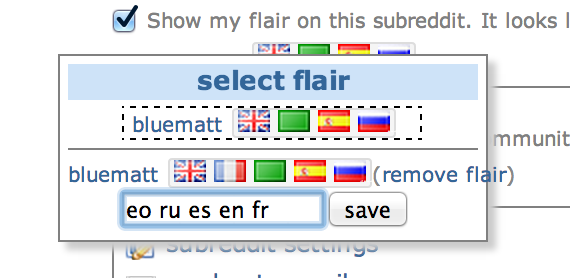 Show my flair on this subreddit. It looks l
select flair
bluematt
mmunit
bluematt (remove flair)
eo ru es en fr save
subreddit settings